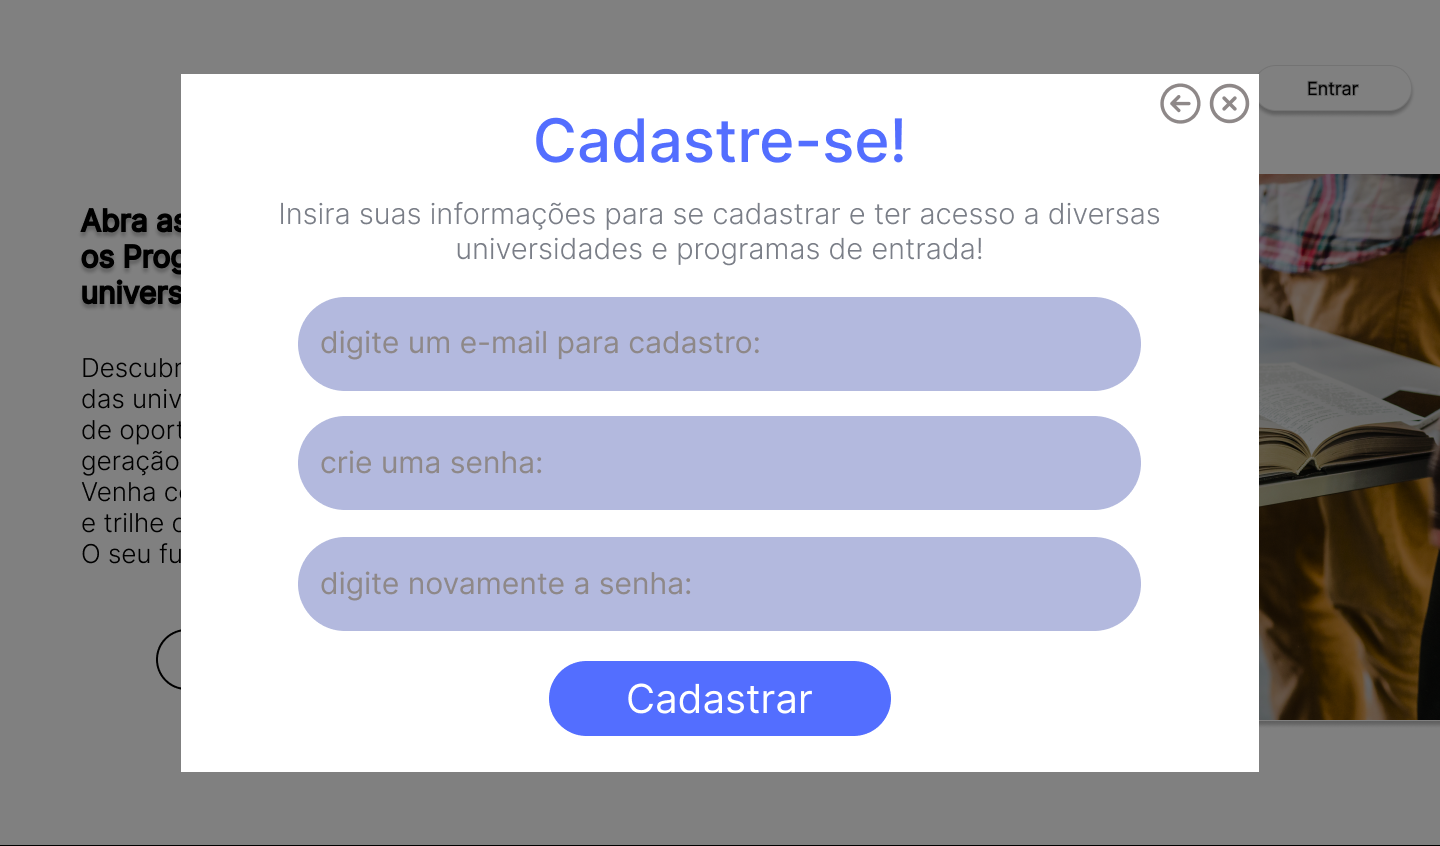 Entrar
Cadastre-se!
Insira suas informações para se cadastrar e ter acesso a diversas
universidades e programas de entrada!
digite um e-mail para cadastro:
crie uma senha:
digite novamente a senha:
Cadastrar
Abra as
os Prog
univers
Descubr
das univ
de oport
geração
Venha c
e trilhe
O seu fu